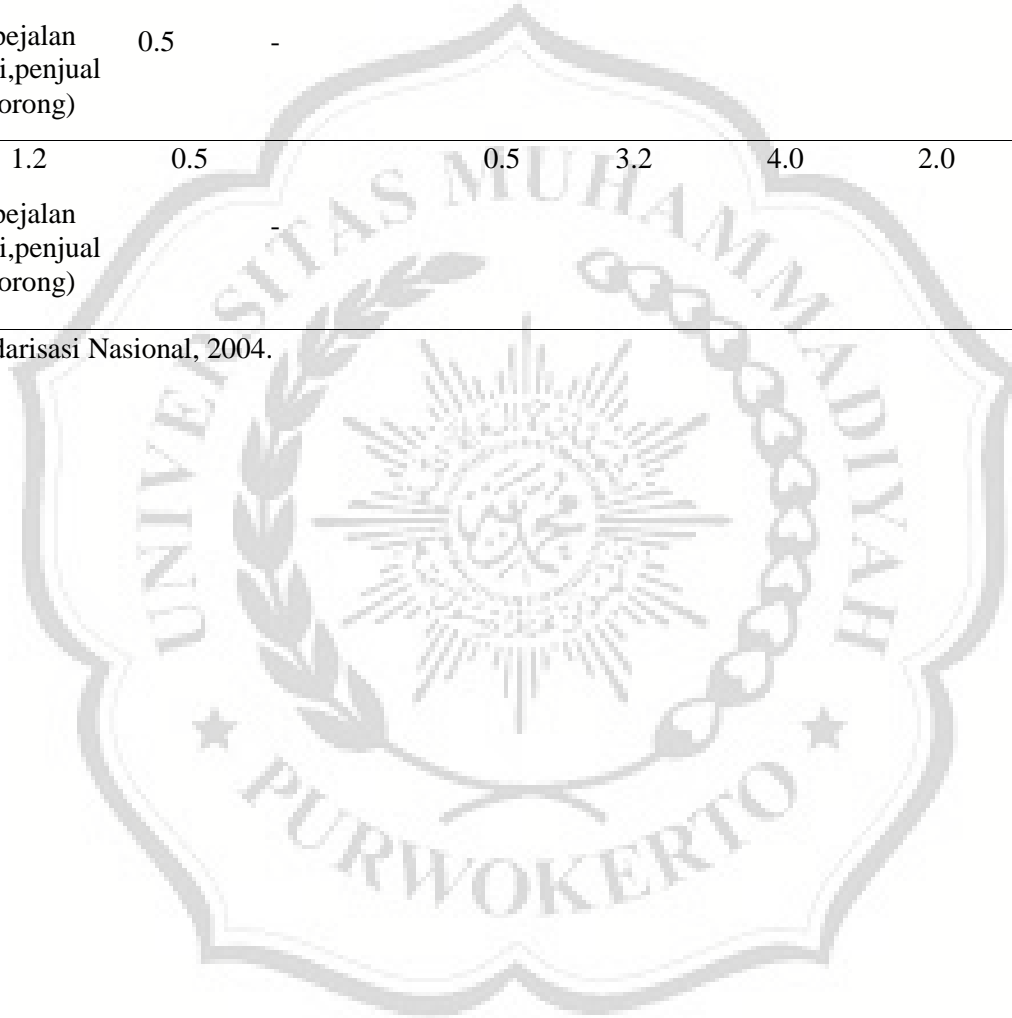 pejalan 0.5 -
i,penjual
orong)
1.2 0.5 0.5 3.2 4.0 2.0
pejalan
-
i,penjual
orong)
darisasi Nasional, 2004.
UNIVERSITAS MUHAMMADIYAH
PURWOKERTO